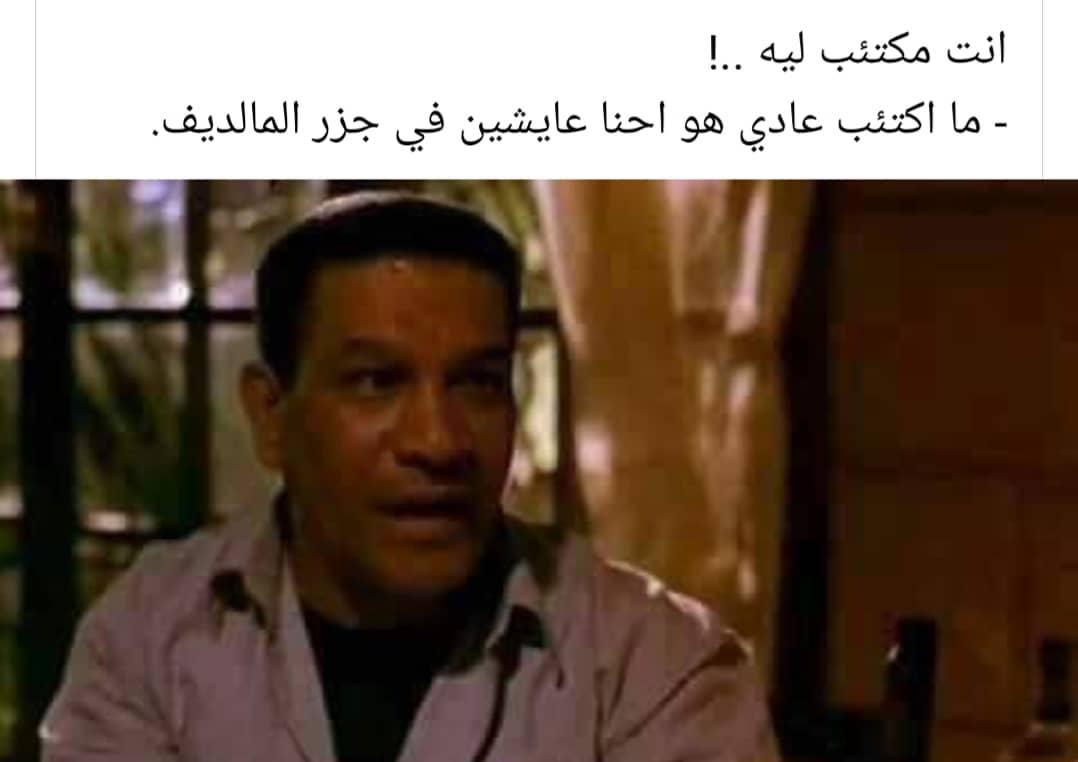 انت مكتئب ليه ..!
- ما اكتئب عادي هو احنا عايشين في جزر المالديف.